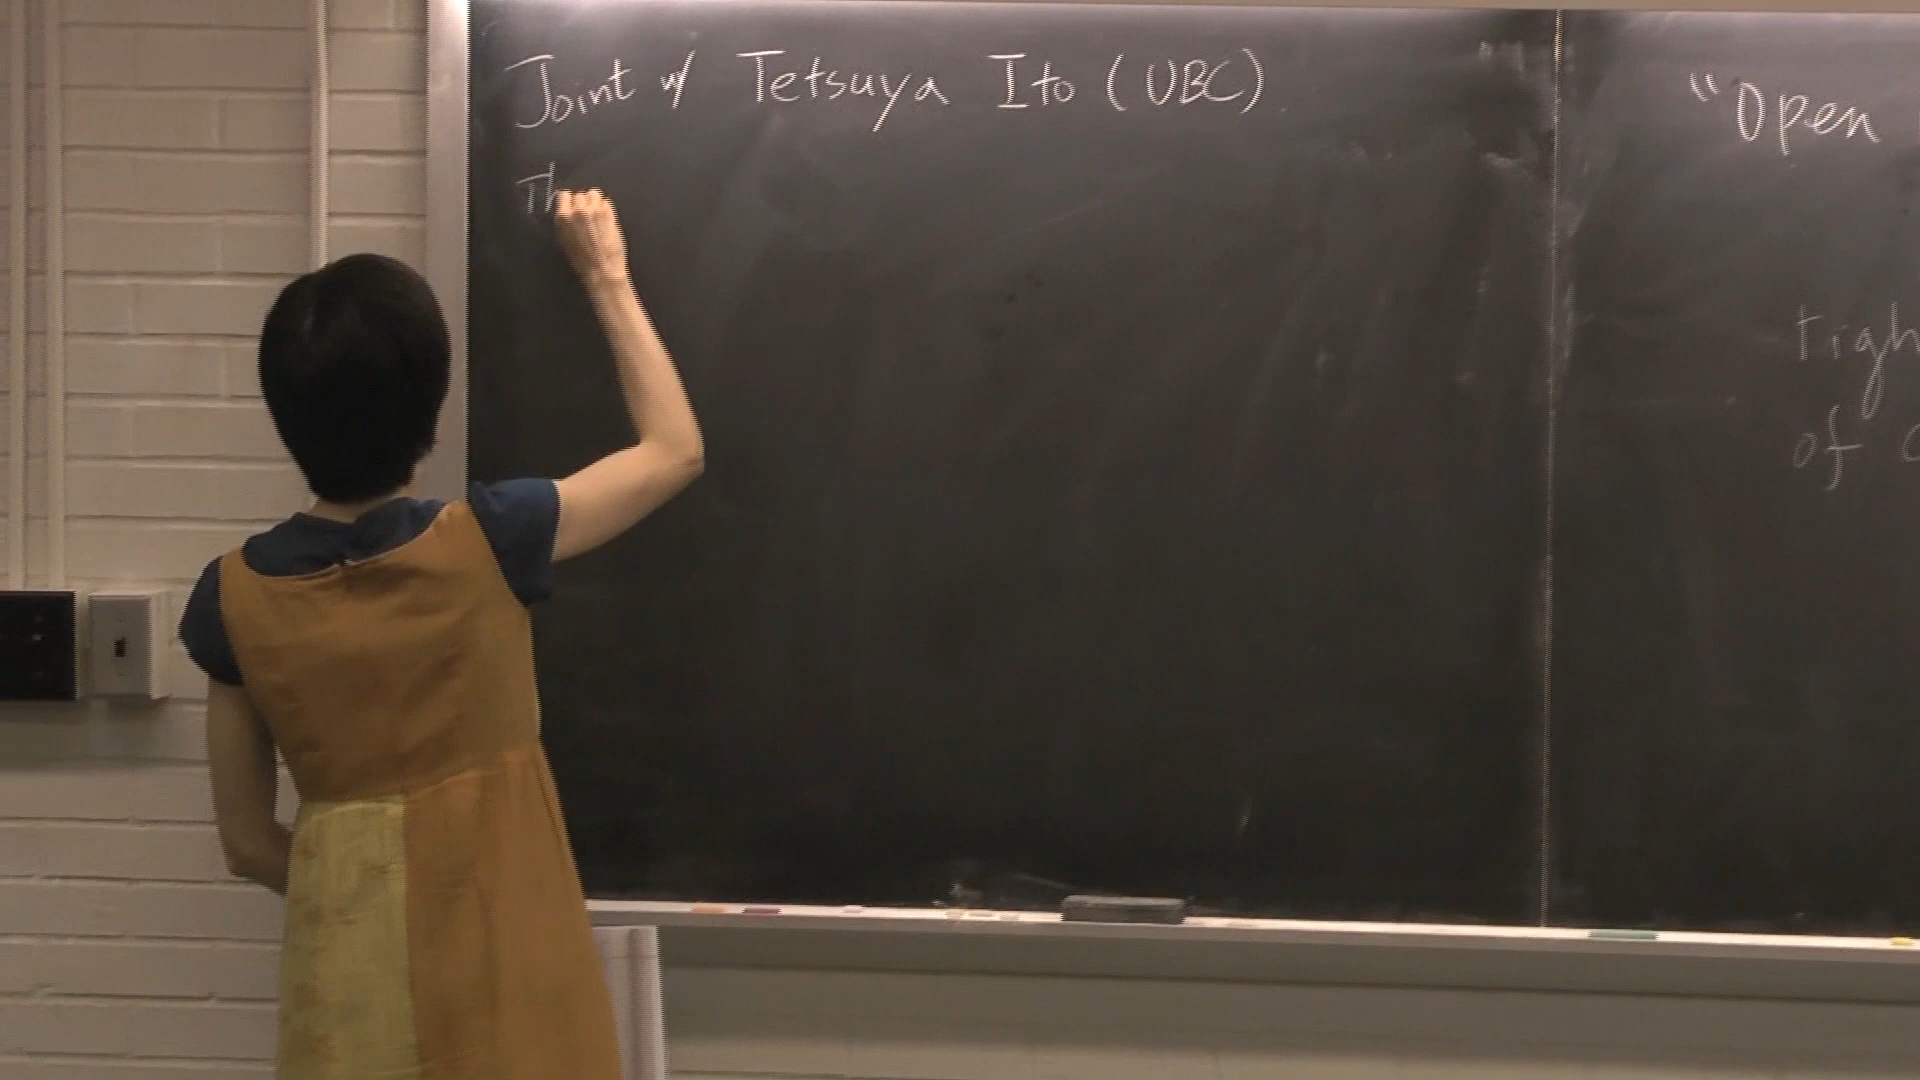 Joint w/ Tetsuya Ito (UBC).
Th
"Open
tigh
of